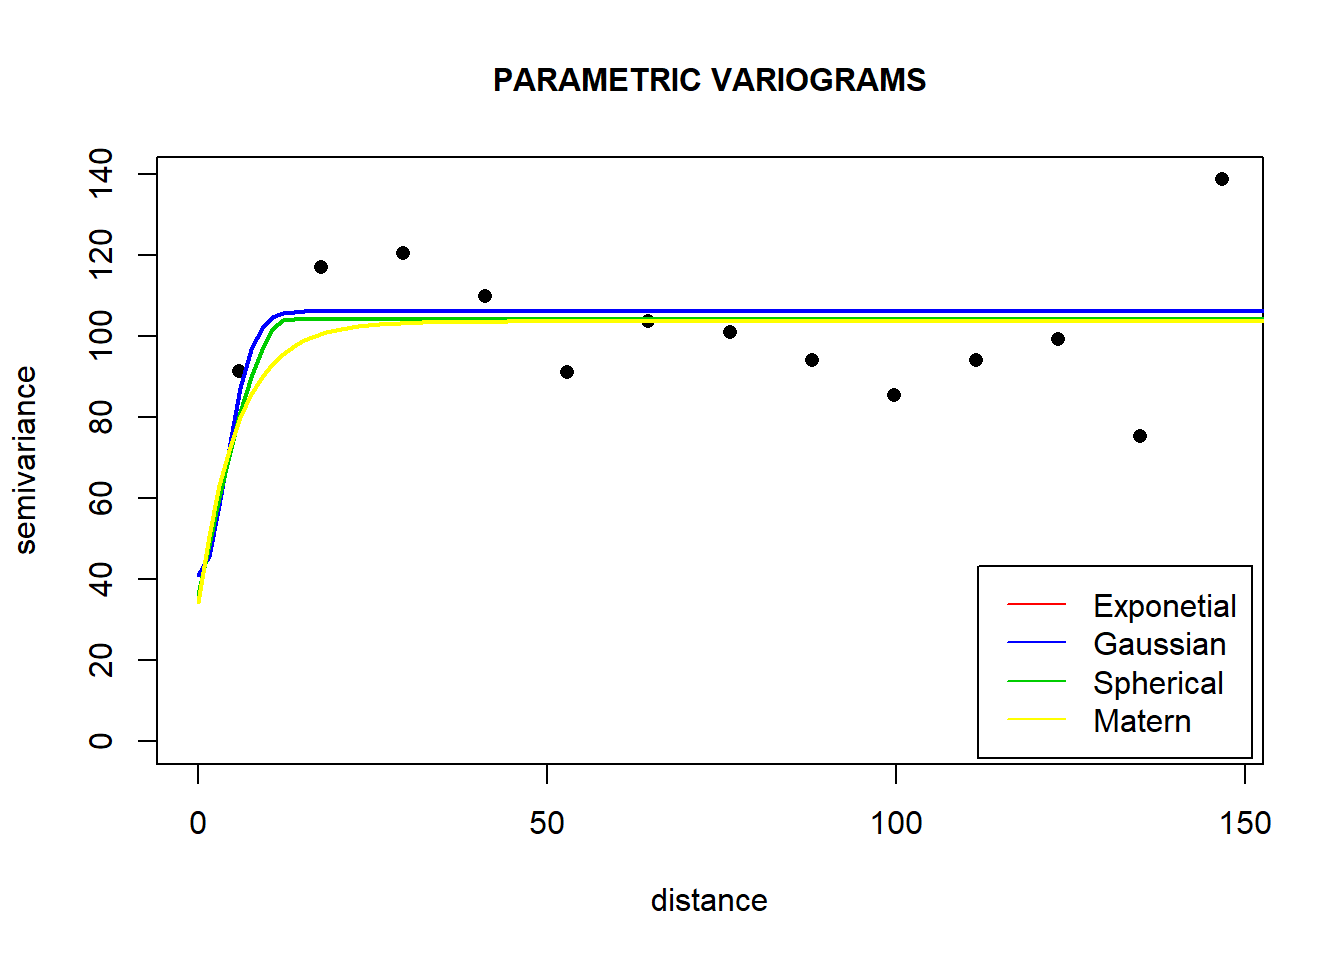 PARAMETRIC VARIOGRAMS
semivariance
140
120
100
80
60
40
20
0
0
50
100
150
distance
Exponetial
Gaussian
Spherical
Matern